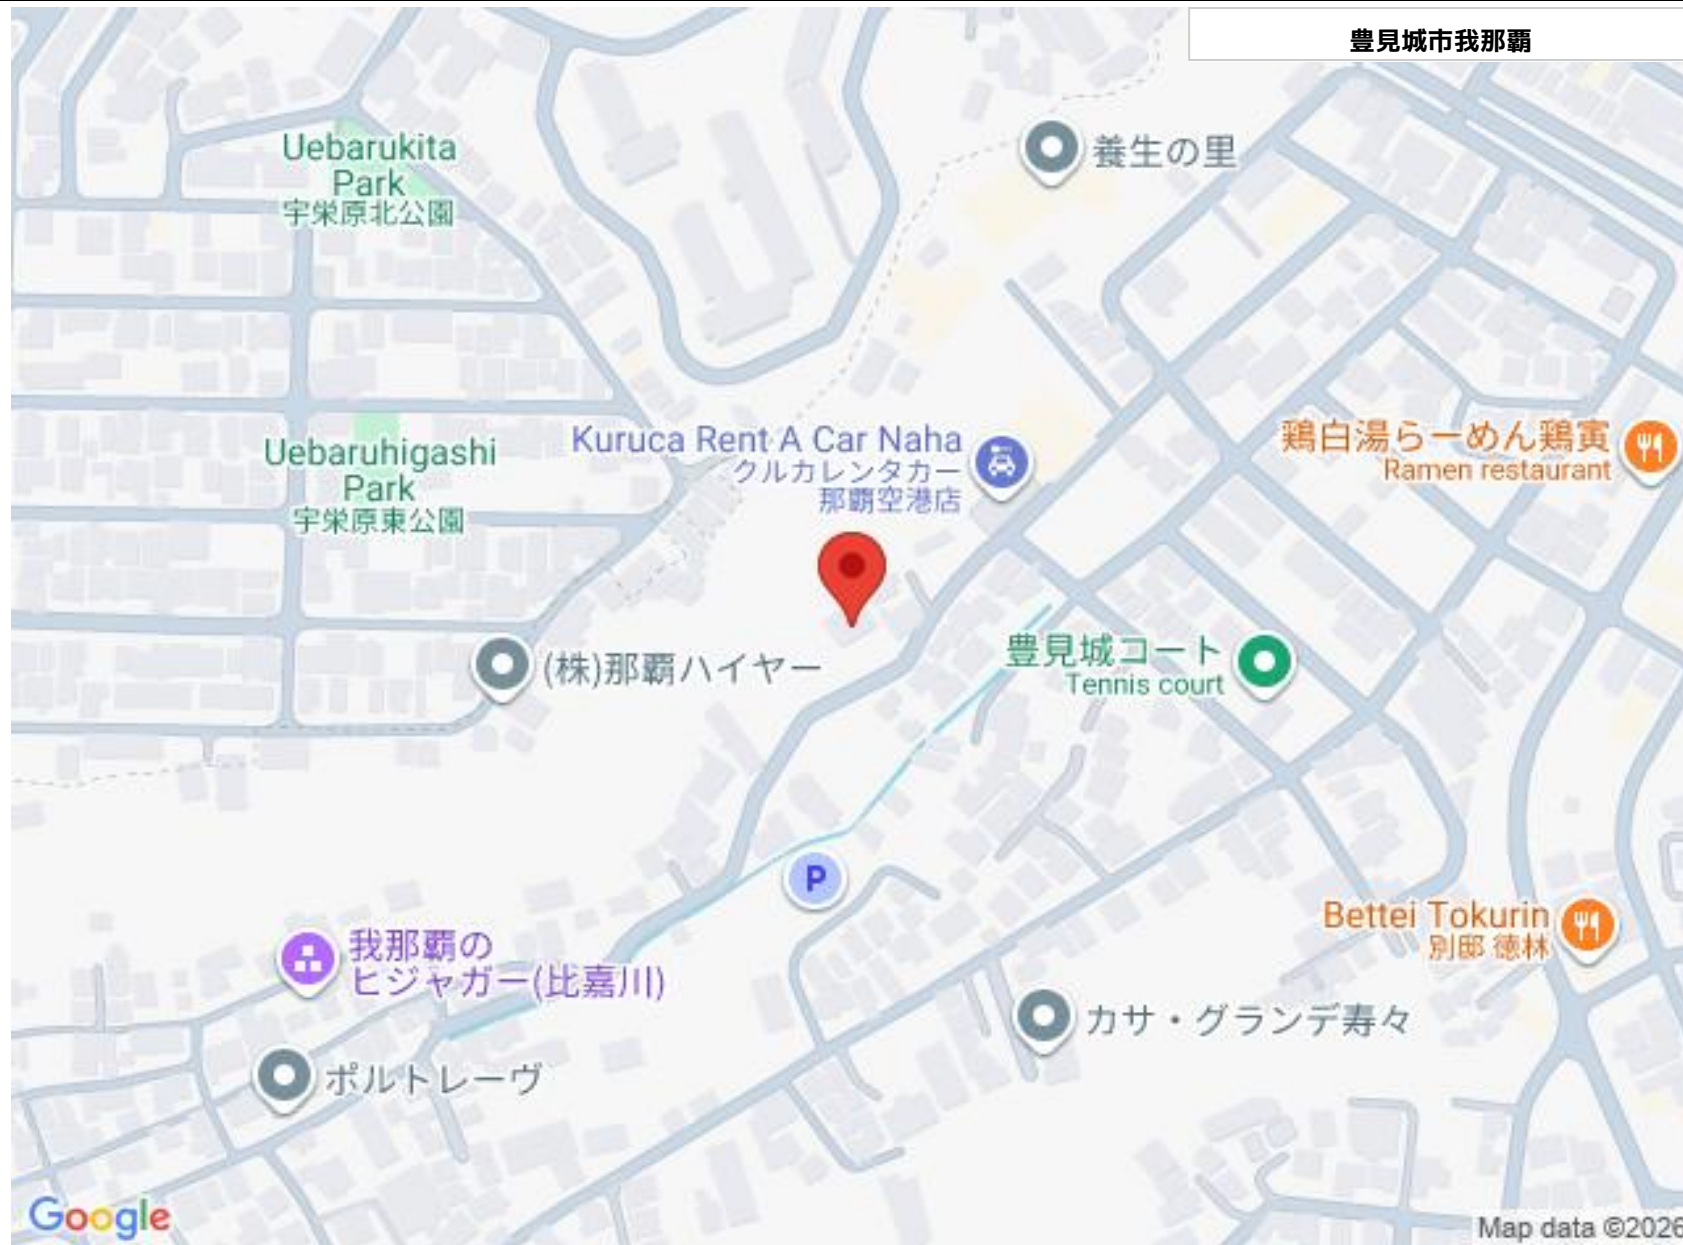 豊見城市我那覇
Uebarukita
Park
宇栄原北公園
養生の里
Kuruca Rent A Car Naha
クルカレンタカー
那覇空港店
鶏白湯らーめん鶏寅
Ramen restaurant
Uebaruhigashi
Park
宇栄原東公園
(株)那覇ハイヤー
豊見城コート
Tennis court
P
Bettei Tokurin
別邸 徳林
我那覇の
ヒジャガー(比嘉川)
カサ・グランデ寿々
ポルトレーヴ
Google
Map data ©2026